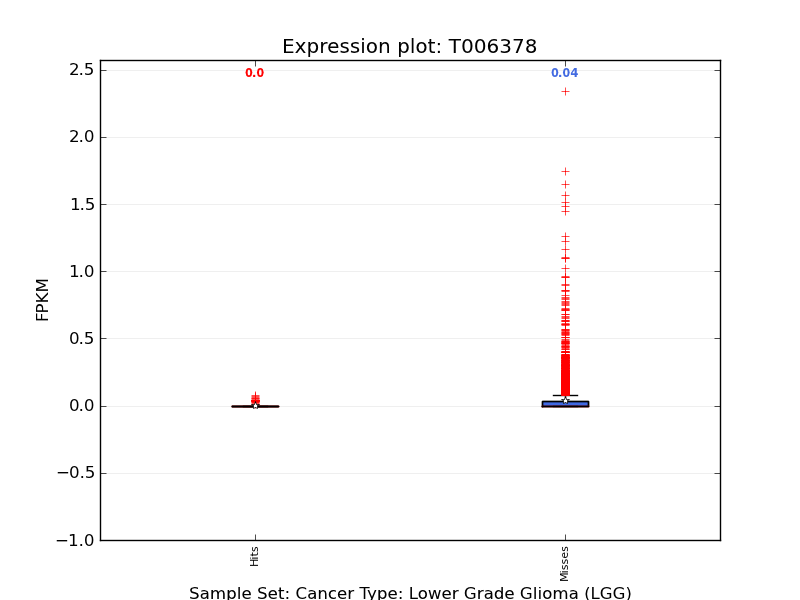 Expression plot: T006378
2.5
2.0
1.5
1.0
0.5
0.0
−0.5
−1.0
FPKM
0.0
0.04
Hits
Misses
Sample Set: Cancer Type: Lower Grade Glioma (LGG)